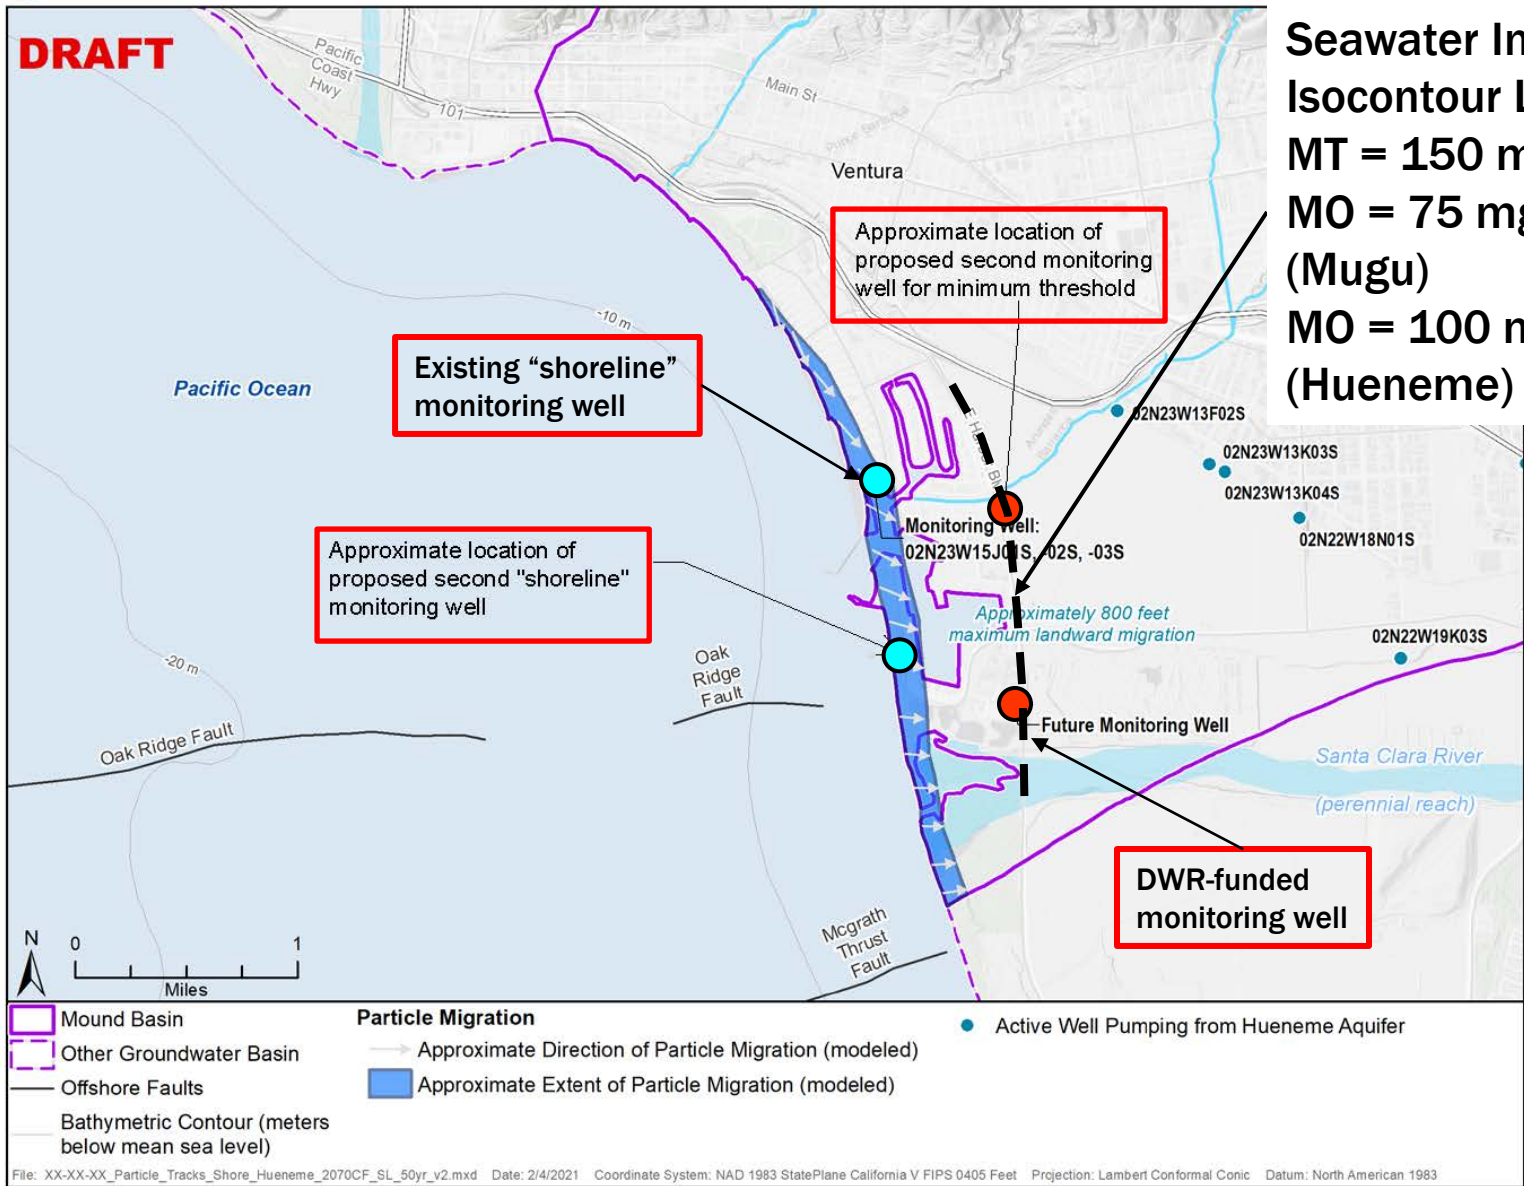 DRAFT
Seawater In
Isocontour L
MT = 150 m
MO = 75 mg
(Mugu)
MO = 100 n
(Hueneme)
Pacific
Coast
Hwy
101
Main St
Ventura
Approximate location of
proposed second monitoring
well for minimum threshold
-10 m
Existing “shoreline”
monitoring well
Pacific Ocean
02N23W13F02S
02N23W13K03S
02N23W13K04S
02N22W18N01S
Monitoring Well:
02N23W15J01S, -02S, -03S
Approximate location of
proposed second "shoreline"
monitoring well
Approximately 800 feet
maximum landward migration
02N22W19K03S
-20 m
Oak
Ridge
Fault
Oak Ridge Fault
Future Monitoring Well
Santa Clara River
(perennial reach)
DWR-funded
monitoring well
Mcgrath
Thrust
Fault
N
0 1
Miles
Mound Basin
Other Groundwater Basin
Offshore Faults
Bathymetric Contour (meters
below mean sea level)
Particle Migration
Approximate Direction of Particle Migration (modeled)
Approximate Extent of Particle Migration (modeled)
Active Well Pumping from Hueneme Aquifer
File: XX-XX-XX_Particle_Tracks_Shore_Hueneme_2070CF_SL_50yr_v2.mxd Date: 2/4/2021 Coordinate System: NAD 1983 StatePlane California V FIPS 0405 Feet Projection: Lambert Conformal Conic Datum: North American 1983